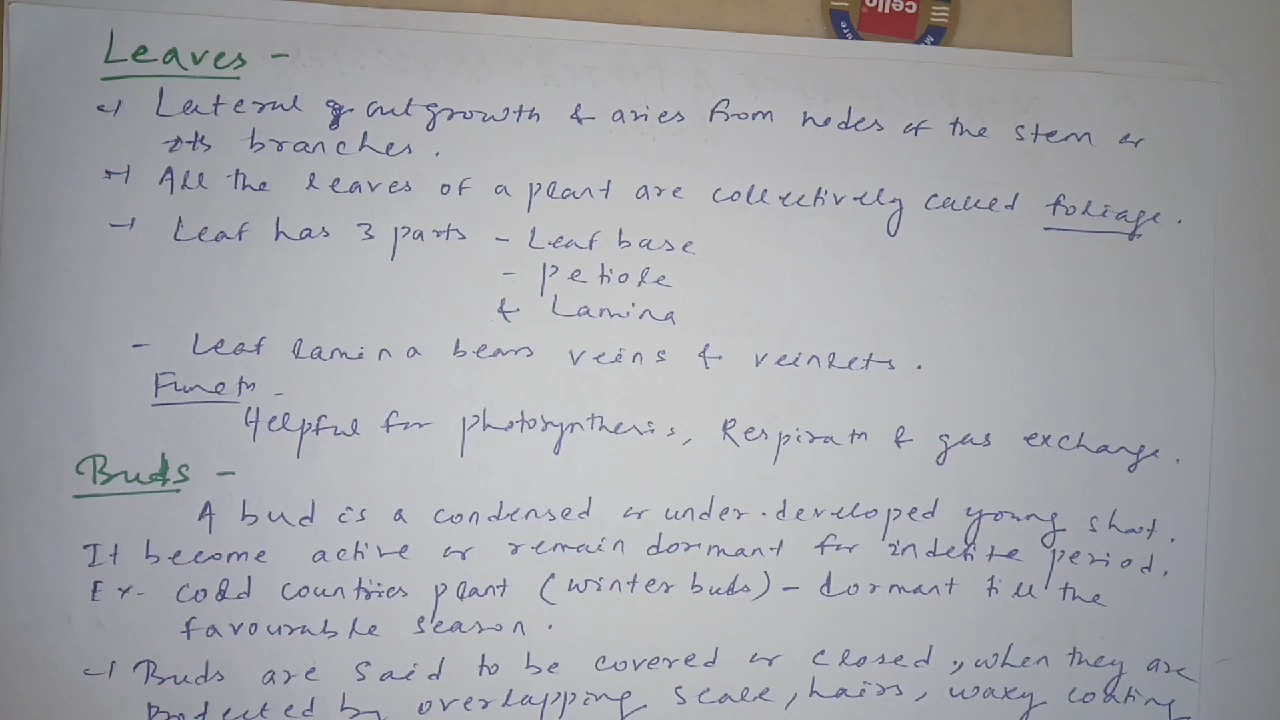 cello
Leaves -
→ Lateral outgrowth & aries from nodes of the stem or
its branches.
→ All the leaves of a plant are collectively called foliage.
→ Leaf has 3 parts - Leaf base
- petiole
& Lamina
- Leaf lamina bears veins & veinlets.
Functn -
Helpful for photosynthesis, Respiratn & gas exchange.
Buds -
A bud is a condensed or under-developed young shoot.
It become active or remain dormant for indefite period.
Ex- cold countries plant (winter buds) - dormant till the
favourable season.
→ Buds are said to be covered or closed, when they are
protected by overlapping scale, hairs, waxy coating